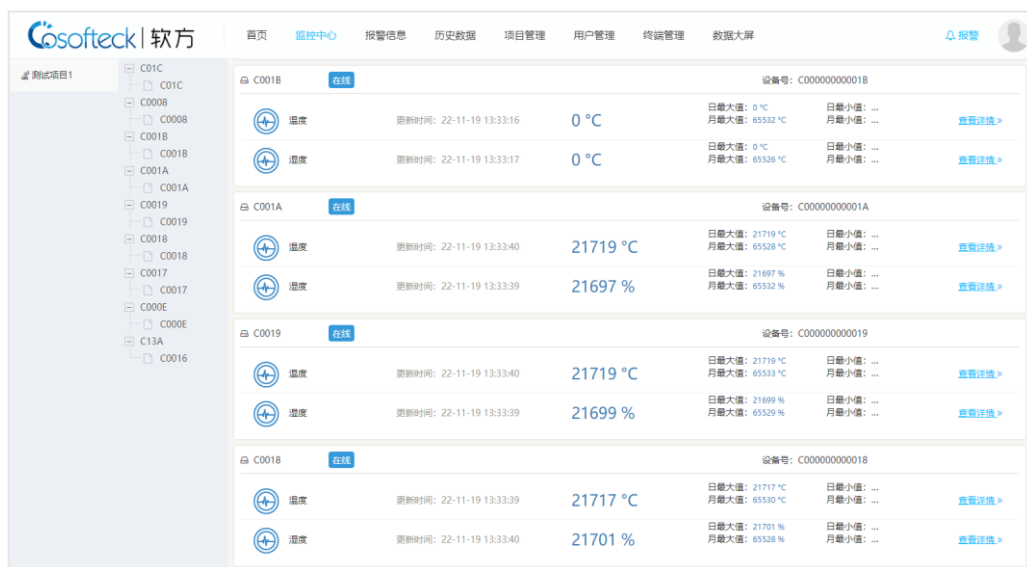 Cosofteck 软方
首页 监控中心 报警信息 历史数据 项目管理 用户管理 终端管理 数据大屏 报警
测试项目1
C01C
C01C
C0008
C0008
C001B
C001B
C001A
C001A
C0019
C0019
C0018
C0018
C0017
C0017
C000E
C000E
C13A
C0016
C001B 在线 设备号：C00000000001B
温度 更新时间：22-11-19 13:33:16 0 °C 日最大值：0 °C 日最小值：... 查看详情 »
月最大值：65532 °C 月最小值：...
湿度 更新时间：22-11-19 13:33:17 0 °C 日最大值：0 °C 日最小值：... 查看详情 »
月最大值：65526 °C 月最小值：...
C001A 在线 设备号：C00000000001A
温度 更新时间：22-11-19 13:33:40 21719 °C 日最大值：21719 °C 日最小值：... 查看详情 »
月最大值：65528 °C 月最小值：...
湿度 更新时间：22-11-19 13:33:39 21697 % 日最大值：21697 % 日最小值：... 查看详情 »
月最大值：65532 % 月最小值：...
C0019 在线 设备号：C000000000019
温度 更新时间：22-11-19 13:33:40 21719 °C 日最大值：21719 °C 日最小值：... 查看详情 »
月最大值：65533 °C 月最小值：...
湿度 更新时间：22-11-19 13:33:39 21699 % 日最大值：21699 % 日最小值：... 查看详情 »
月最大值：65529 % 月最小值：...
C0018 在线 设备号：C000000000018
温度 更新时间：22-11-19 13:33:39 21717 °C 日最大值：21717 °C 日最小值：... 查看详情 »
月最大值：65530 °C 月最小值：...
湿度 更新时间：22-11-19 13:33:40 21701 % 日最大值：21701 % 日最小值：... 查看详情 »
月最大值：65528 % 月最小值：...